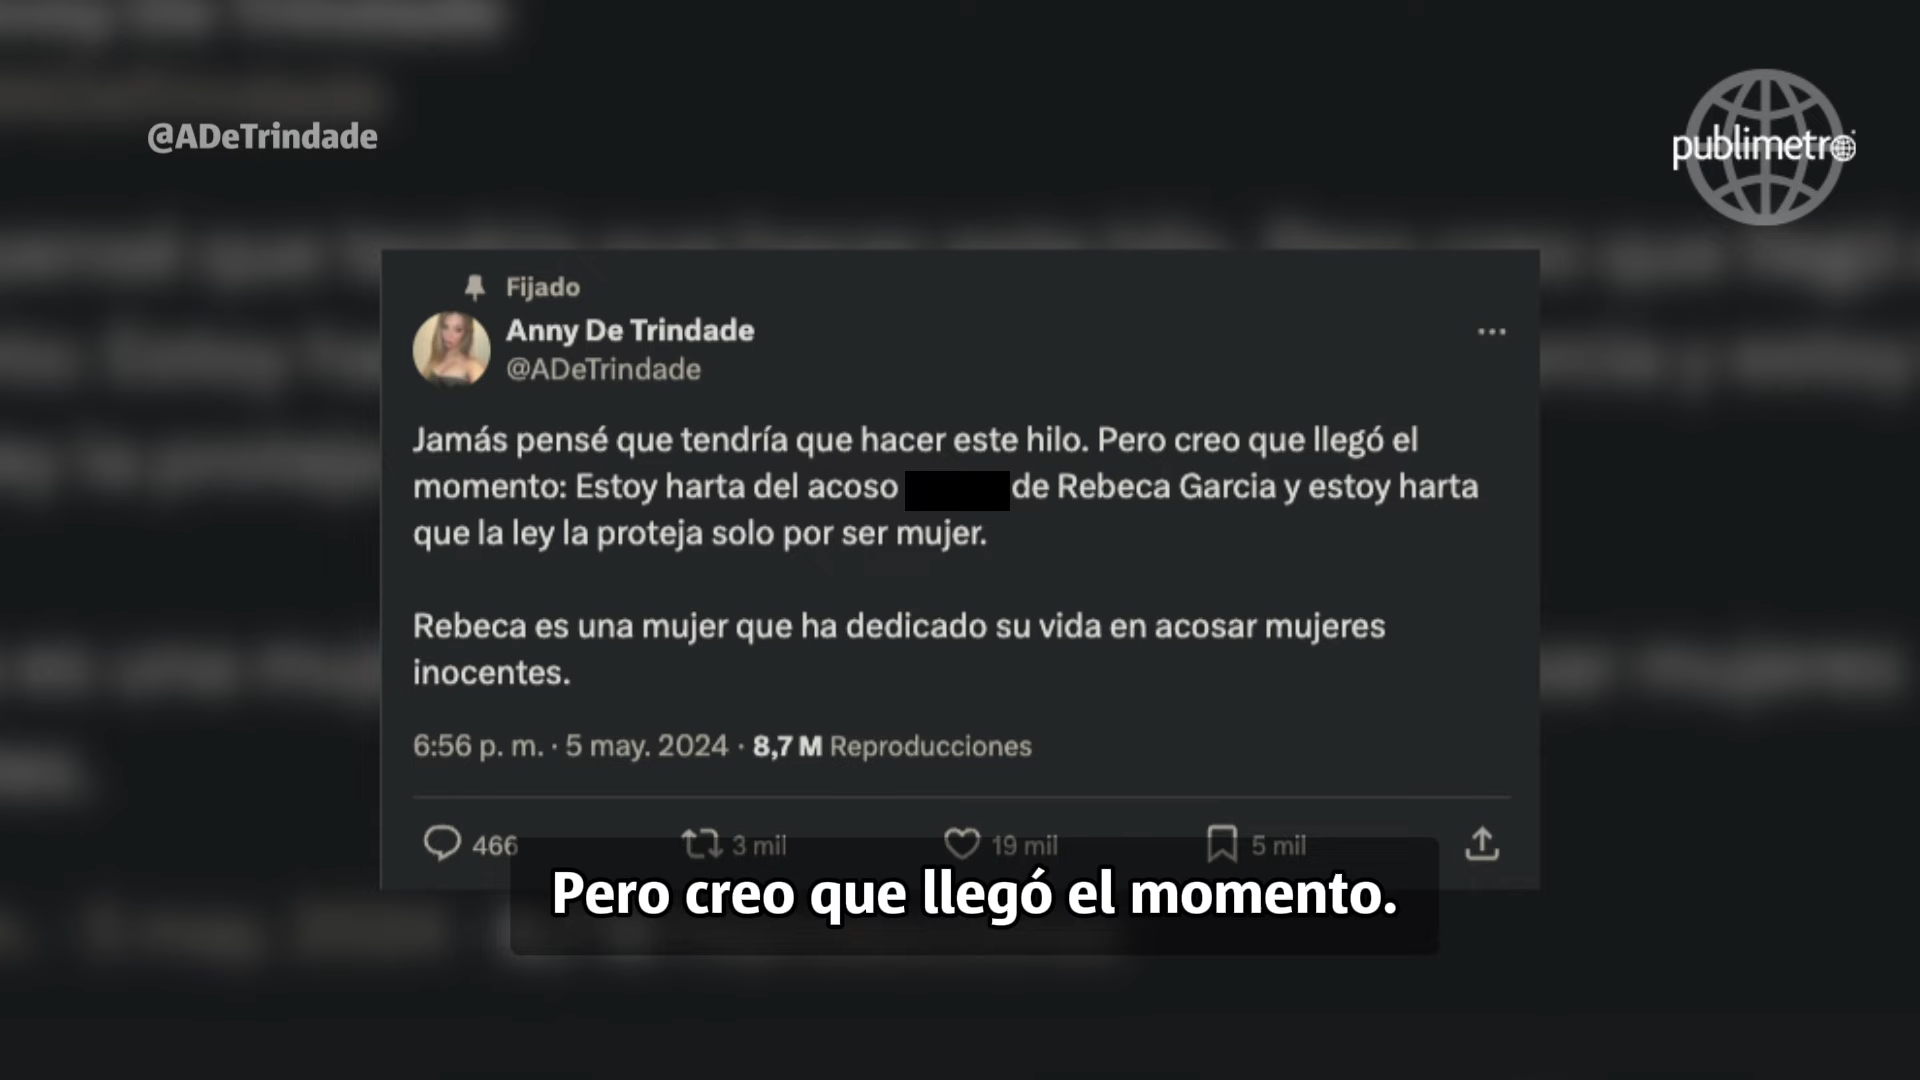 @ADeTrindade
publimetro
Fijado
Anny De Trindade
@ADeTrindade
Jamás pensé que tendría que hacer este hilo. Pero creo que llegó el
momento: Estoy harta del acoso de Rebeca Garcia y estoy harta
que la ley la proteja solo por ser mujer.
Rebeca es una mujer que ha dedicado su vida en acosar mujeres
inocentes.
6:56 p. m. · 5 may. 2024 · 8,7 M Reproducciones
466 3 mil 19 mil 5 mil
Pero creo que llegó el momento.